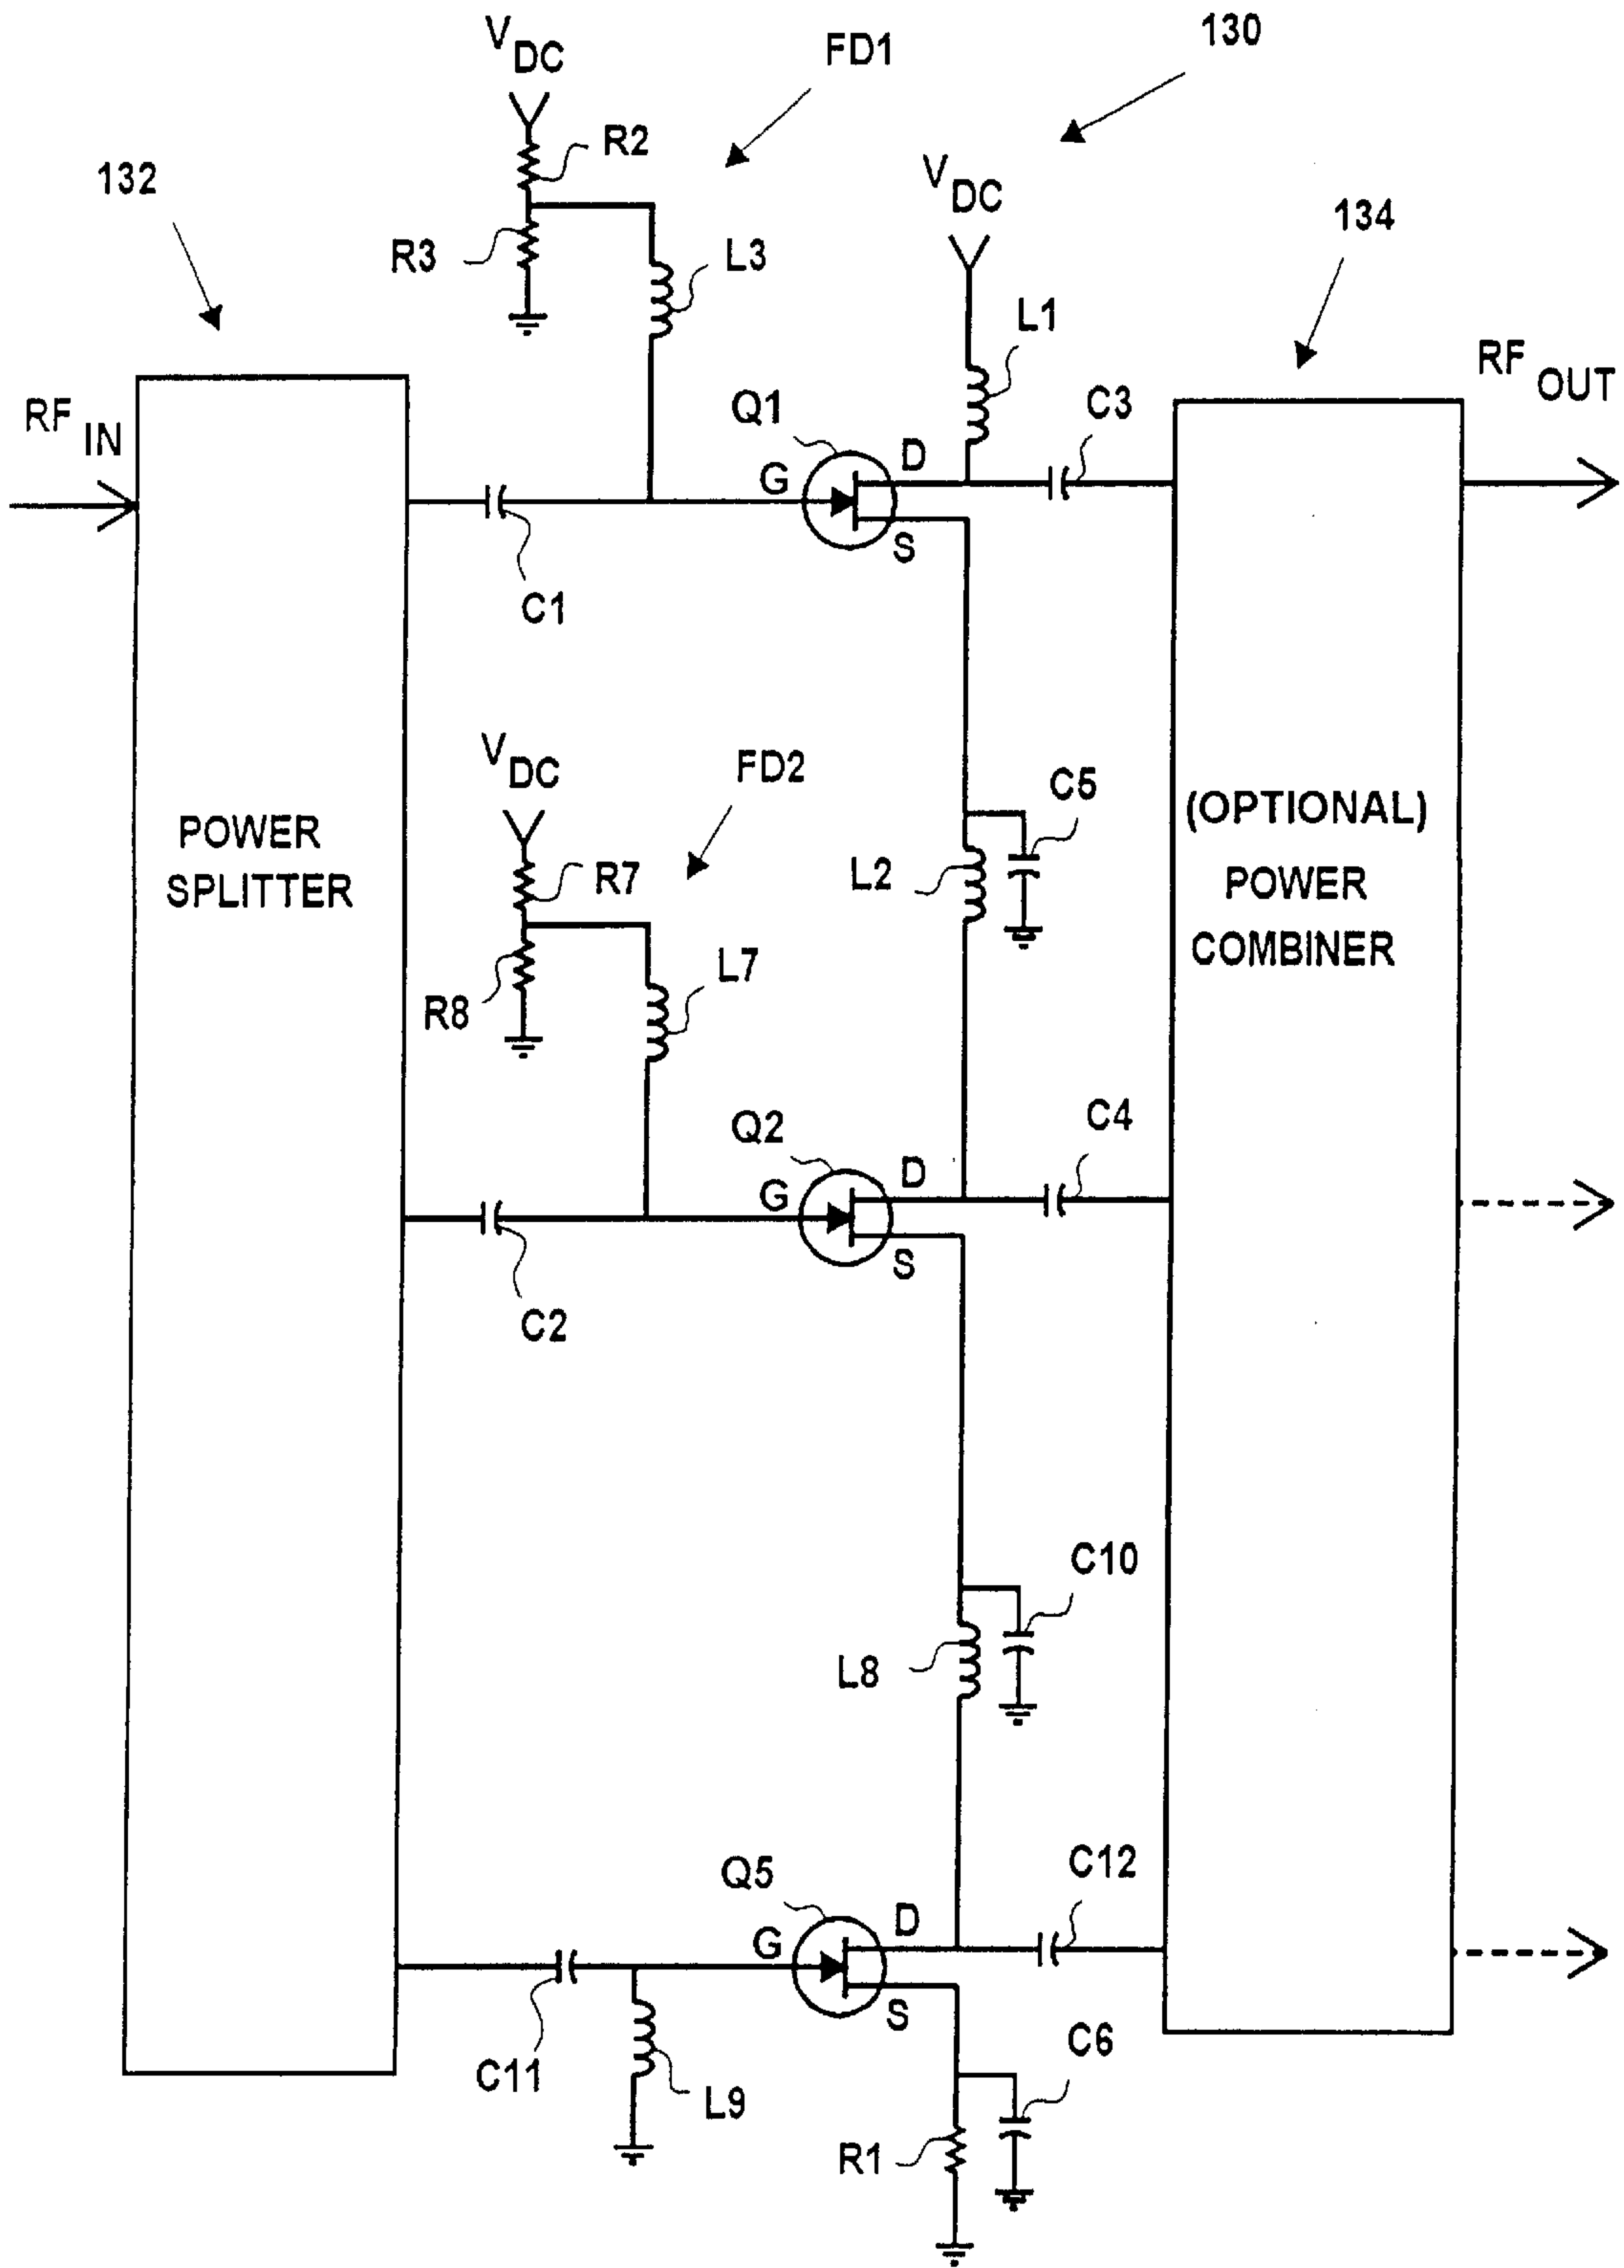 V DC
FD1
130
R2
132
V DC
134
R3
L3
L1
RF IN
RF OUT
Q1
C3
G
D
S
C1
V DC
FD2
C5
(OPTIONAL)
POWER
COMBINER
POWER
SPLITTER
R7
L2
L7
R8
Q2
C4
G
D
S
C2
C10
L8
Q5
C12
G
D
S
C11
L9
C6
R1